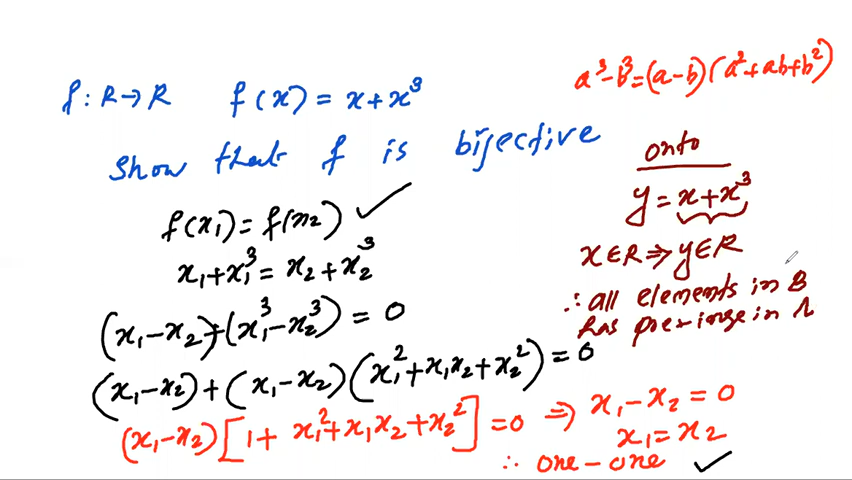 a³-b³=(a-b)(a²+ab+b²)
f: R→R f(x) = x+x³
Show that f is bijective
f(x₁)=f(x₂) ✓
x₁+x₁³ = x₂+x₂³
(x₁-x₂)+(x₁³-x₂³) = 0
(x₁-x₂)+(x₁-x₂)(x₁²+x₁x₂+x₂²)=0
(x₁-x₂)[1+ x₁²+x₁x₂+x₂²]=0 ⇒ x₁-x₂=0
x₁=x₂
∴ one-one ✓
onto
y = x+x³
x∈R ⇒ y∈R
∴ all elements in B
has pre-image in A